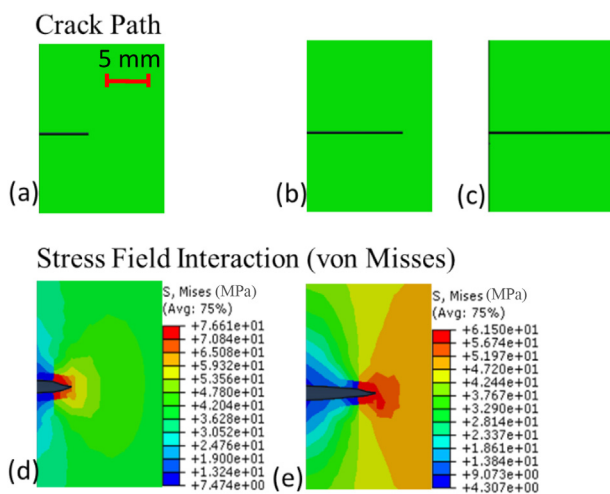 Crack Path
5 mm
(a)
(b)
(c)
Stress Field Interaction (von Misses)
S, Mises (MPa)
(Avg: 75%)
+7.661e+01
+7.084e+01
+6.508e+01
+5.932e+01
+5.356e+01
+4.780e+01
+4.204e+01
+3.628e+01
+3.052e+01
+2.476e+01
+1.900e+01
+1.324e+01
+7.474e+00
(d)
S, Mises (MPa)
(Avg: 75%)
+6.150e+01
+5.674e+01
+5.197e+01
+4.720e+01
+4.244e+01
+3.767e+01
+3.290e+01
+2.814e+01
+2.337e+01
+1.861e+01
+1.384e+01
+9.073e+00
+4.307e+00
(e)